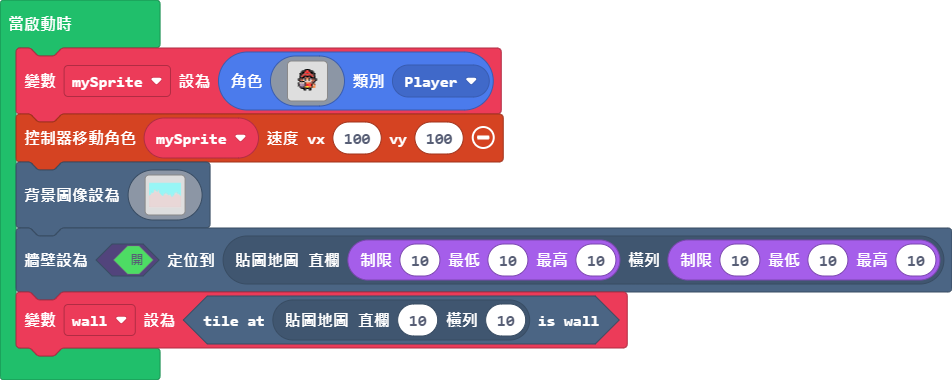 當啟動時
變數 mySprite 設為 角色 類別 Player
控制器移動角色 mySprite 速度 vx 100 vy 100
背景圖像設為
牆壁設為 開 定位到 貼圖地圖 直欄 制限 10 最低 10 最高 10 橫列 制限 10 最低 10 最高 10
變數 wall 設為 tile at 貼圖地圖 直欄 10 橫列 10 is wall